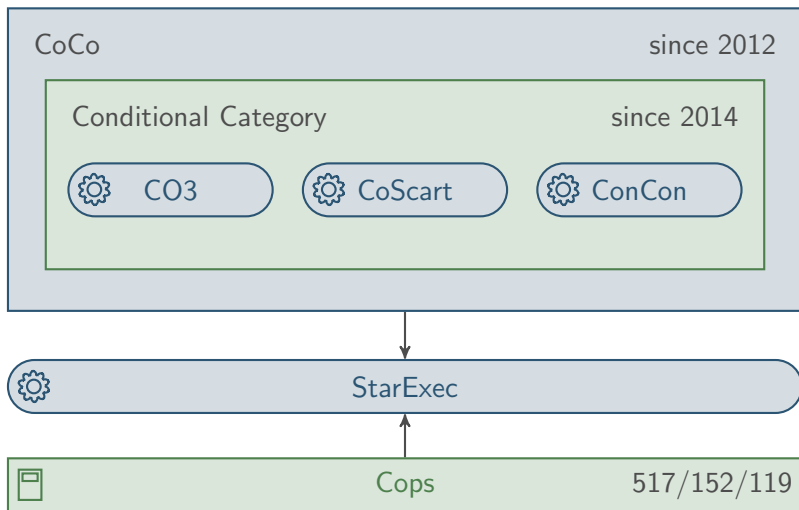 CoCo since 2012
Conditional Category since 2014
CO3 CoScart ConCon
StarExec
Cops 517/152/119